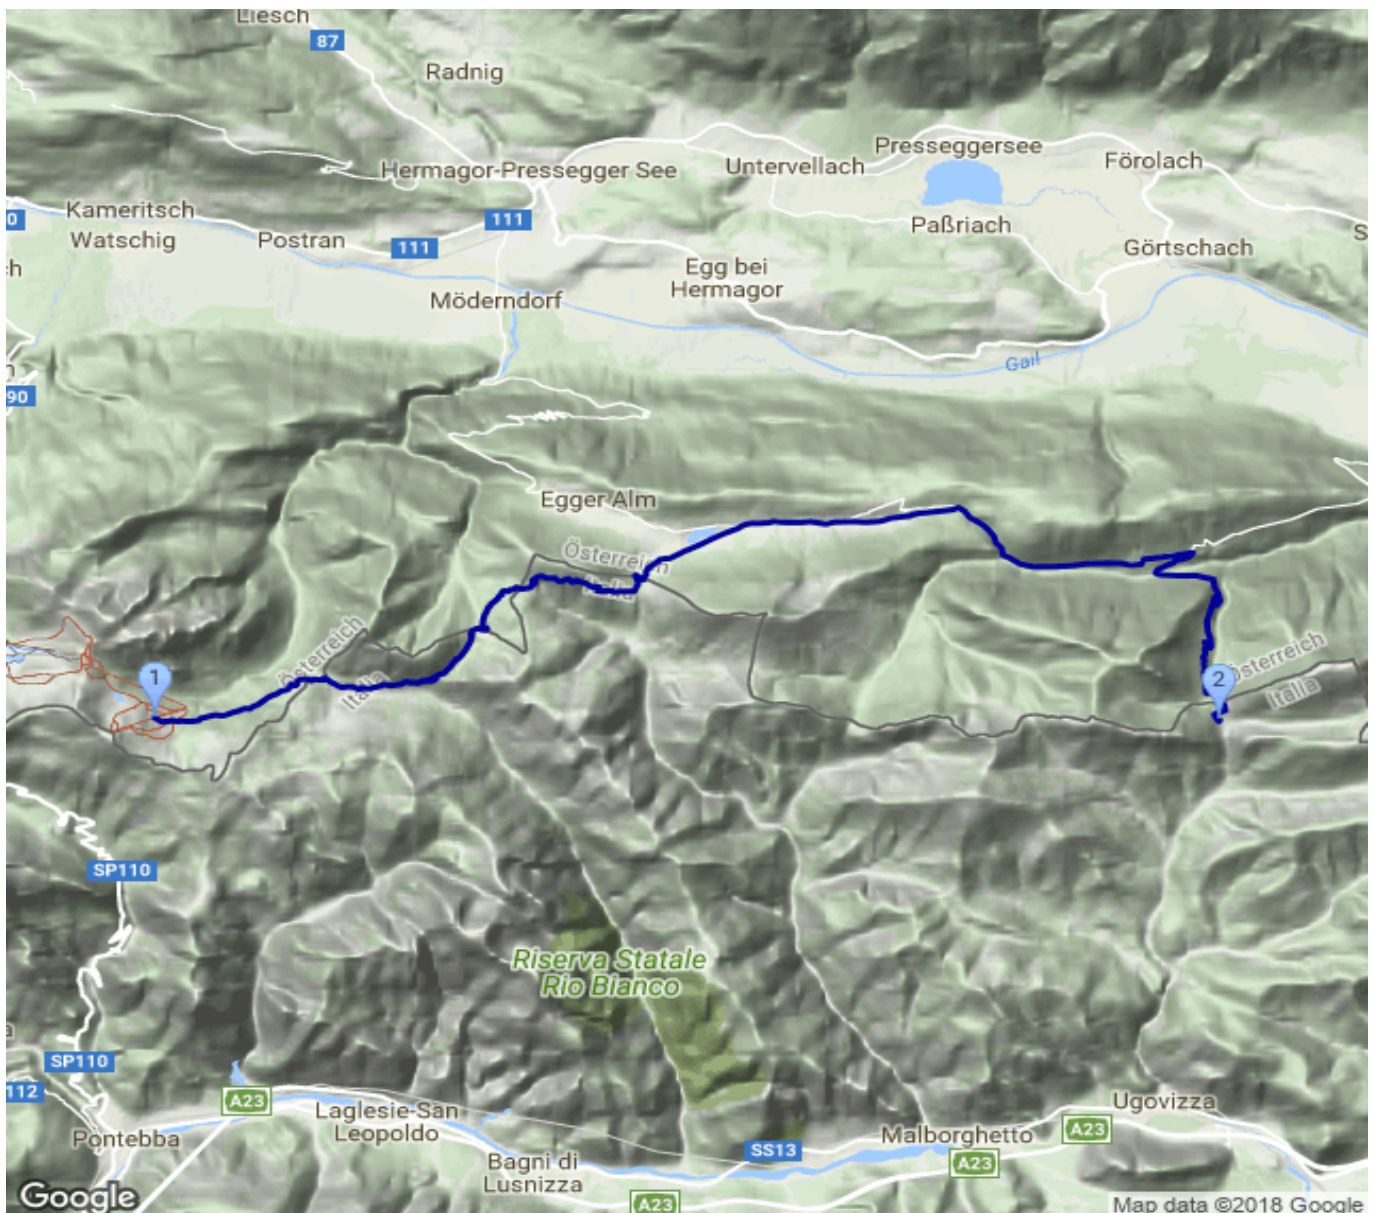 Liesch
87
Radnig
Presseggersee
Förolach
Untervellach
Hermagor-Pressegger See
Kameritsch
0
111
Paßriach
S
Watschig
Postran
111
Görtschach
ch
Egg bei
Hermagor
Möderndorf
Gail
n
90
Egger Alm
Österreich
Italia
Österreich
Italia
Österreich
Italia
1
2
SP110
Riserva Statale
Rio Bianco
a
SP110
112
A23
Laglesie-San
Leopoldo
Pontebba
Ugovizza
A23
Malborghetto
SS13
A23
Bagni di
Lusnizza
A23
Google
Map data ©2018 Google